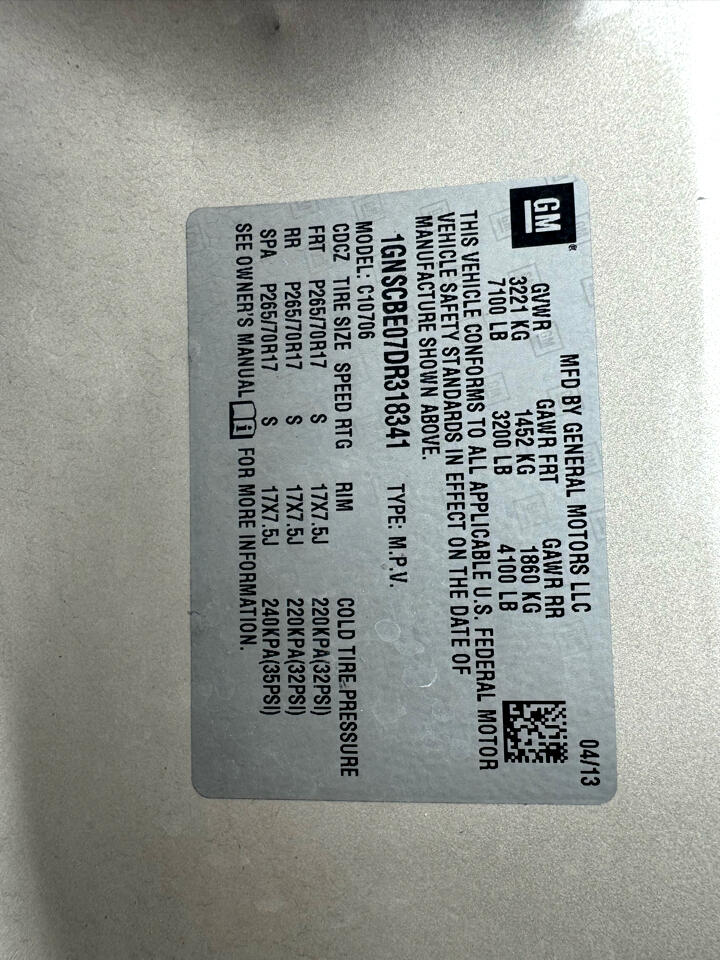 GM®
MFD BY GENERAL MOTORS LLC 04/13
GVWR GAWR FRT GAWR RR
3221 KG 1452 KG 1860 KG
7100 LB 3200 LB 4100 LB
THIS VEHICLE CONFORMS TO ALL APPLICABLE U.S. FEDERAL MOTOR
VEHICLE SAFETY STANDARDS IN EFFECT ON THE DATE OF
MANUFACTURE SHOWN ABOVE.
1GNSCBE07DR318341 TYPE: M.P.V.
MODEL: C10706
CDCZ TIRE SIZE SPEED RTG RIM COLD TIRE PRESSURE
FRT P265/70R17 S 17X7.5J 220KPA(32PSI)
RR P265/70R17 S 17X7.5J 220KPA(32PSI)
SPA P265/70R17 S 17X7.5J 240KPA(35PSI)
SEE OWNER'S MANUAL i FOR MORE INFORMATION.